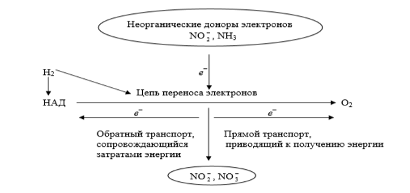 Неорганические доноры электронов
NO₂⁻, NH₃
e⁻
H₂
Цепь переноса электронов
НАД
O₂
e⁻ e⁻
Обратный транспорт, Прямой транспорт,
сопровождающийся приводящий к получению энергии
затратами энергии
NO₂⁻, NO₃⁻